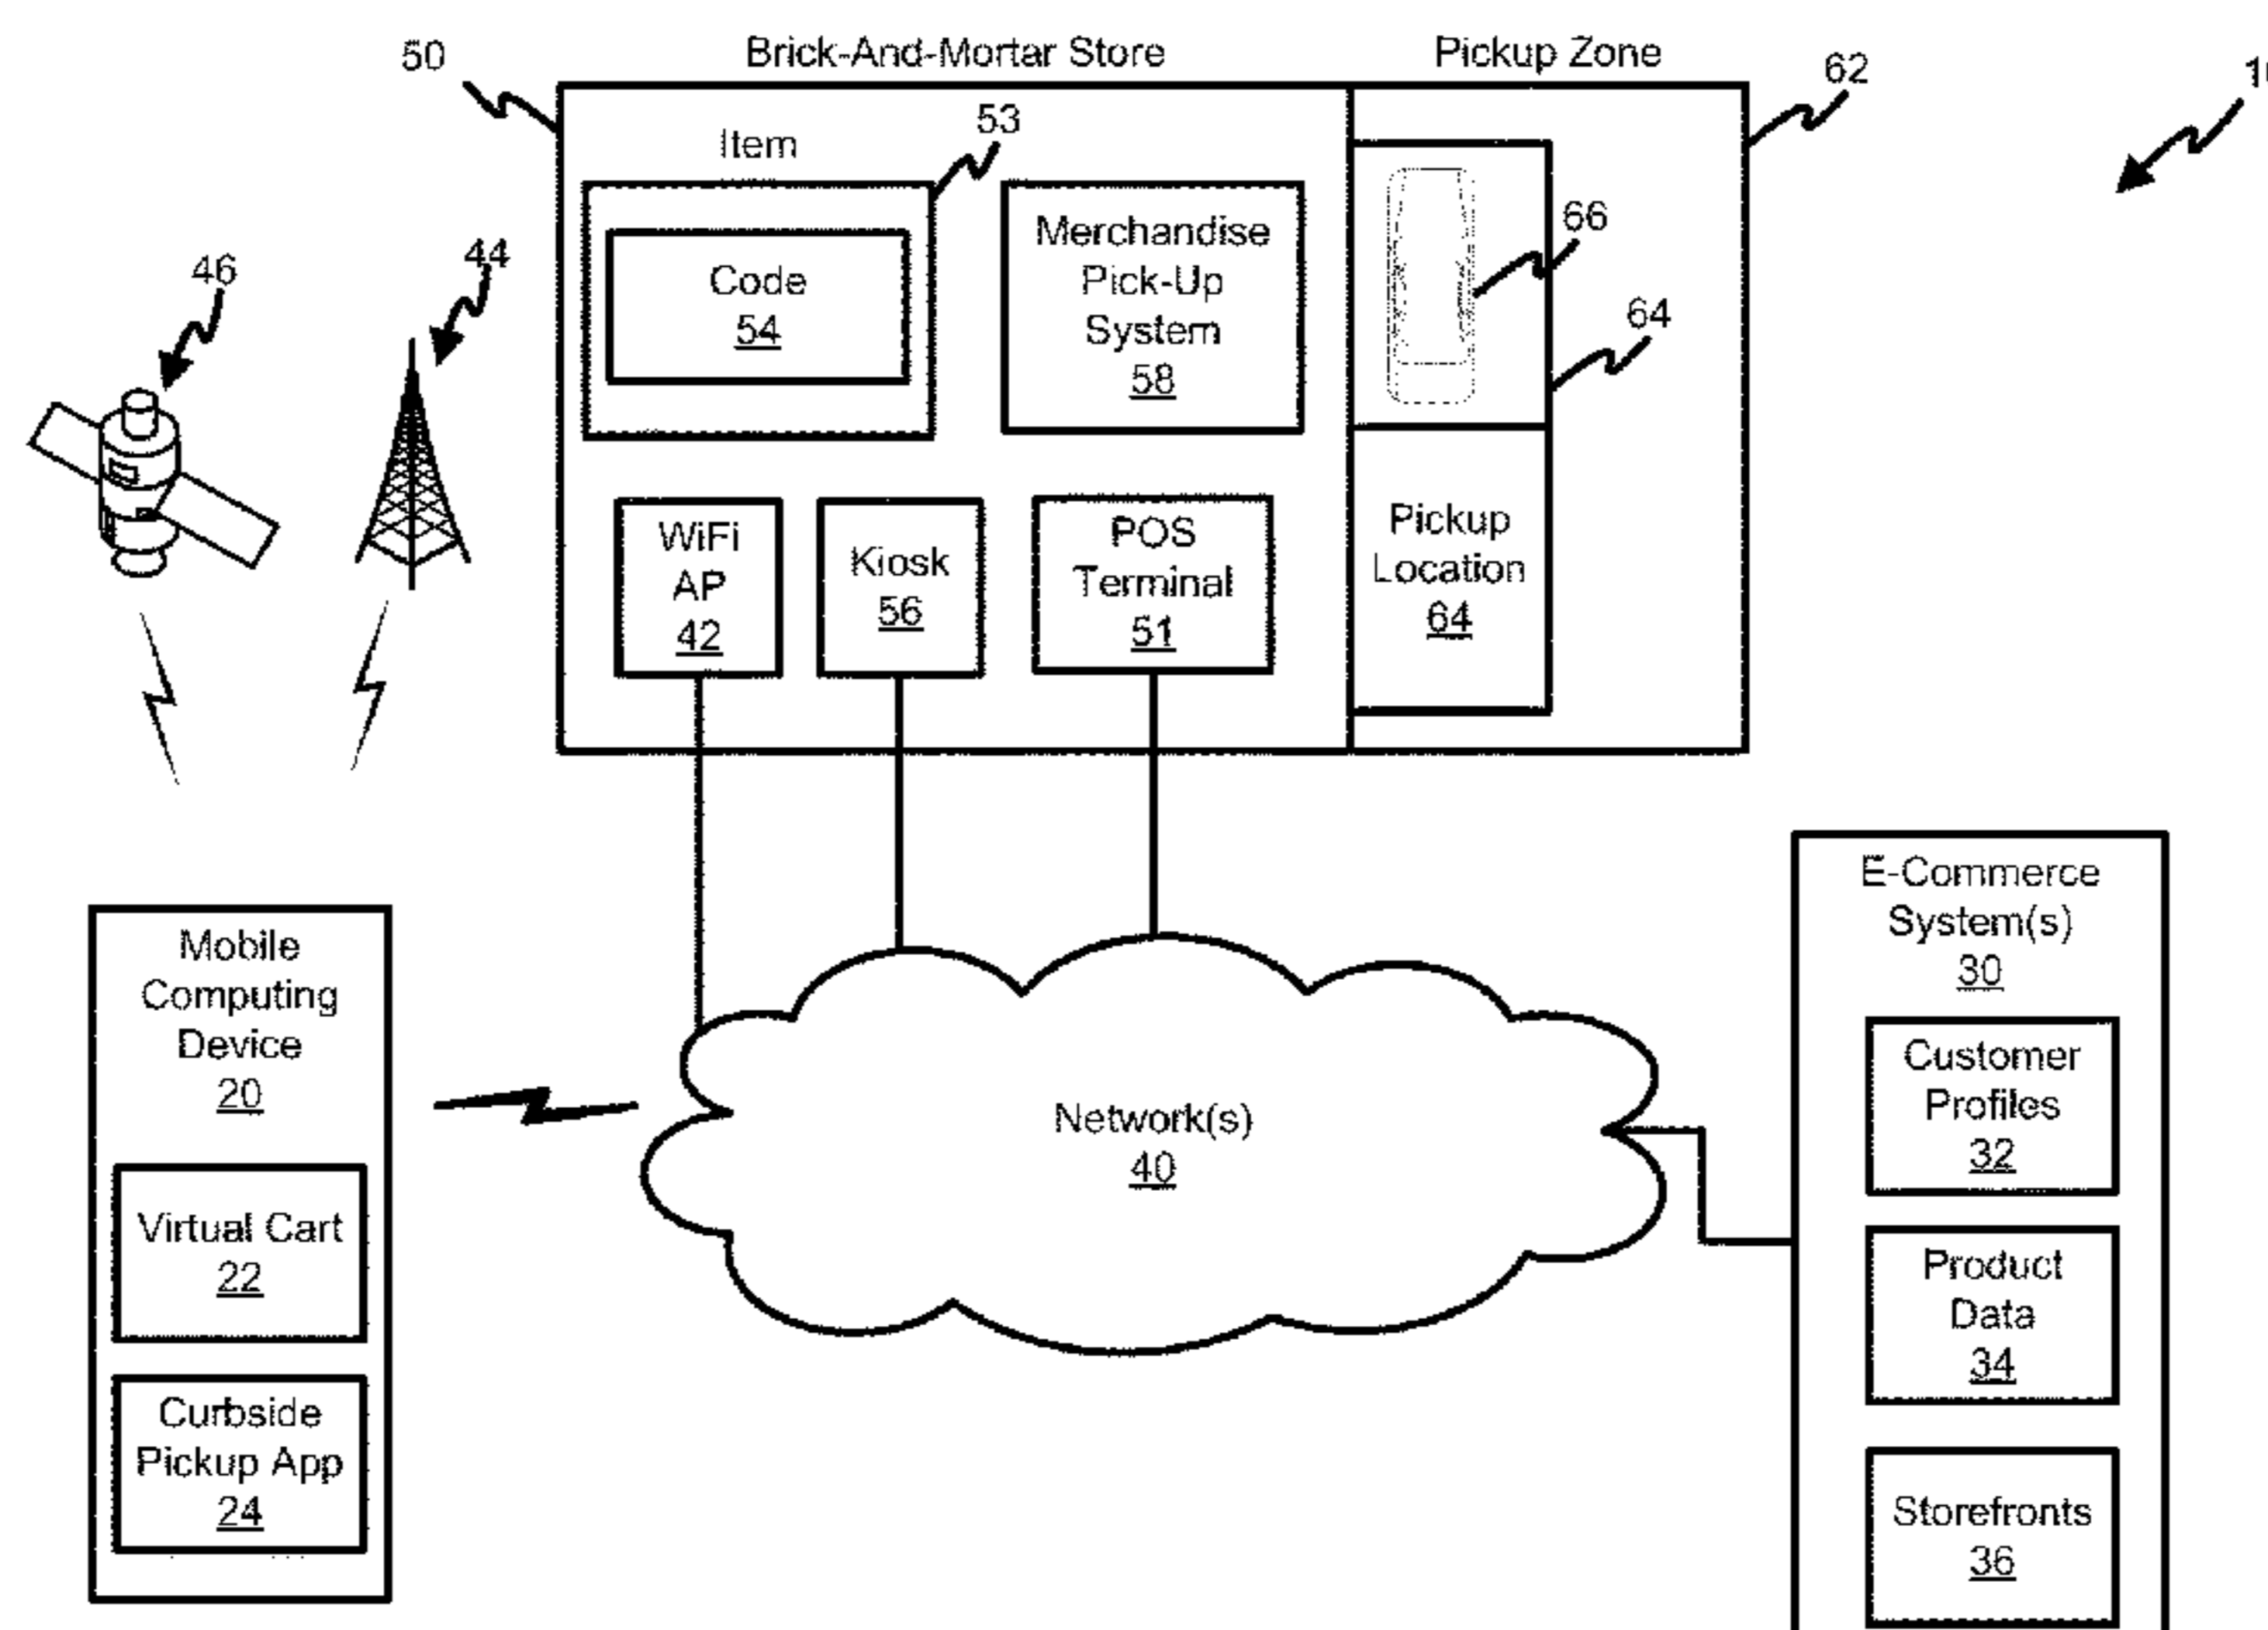 50
Brick-And-Mortar Store
Pickup Zone
62
53
Item
Code
54
Merchandise
Pick-Up
System
58
66
64
46
44
WiFi
AP
42
Kiosk
56
POS
Terminal
51
Pickup
Location
64
Mobile
Computing
Device
20
Virtual Cart
22
Curbside
Pickup App
24
Network(s)
40
E-Commerce
System(s)
30
Customer
Profiles
32
Product
Data
34
Storefronts
36